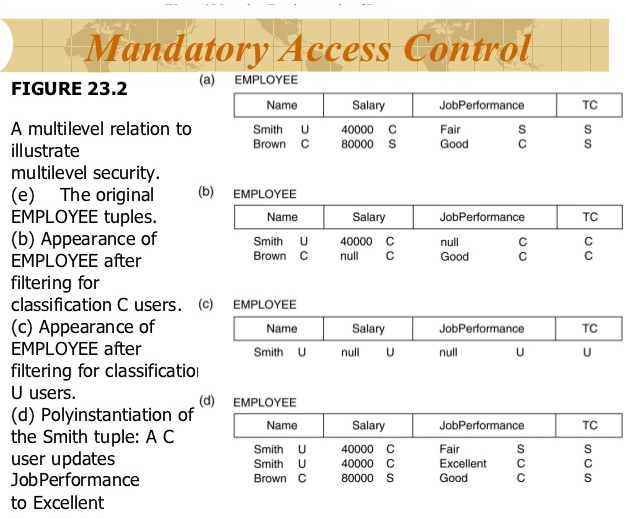 Mandatory Access Control
FIGURE 23.2
A multilevel relation to
illustrate
multilevel security.
(e) The original
EMPLOYEE tuples.
(b) Appearance of
EMPLOYEE after
filtering for
classification C users.
(c) Appearance of
EMPLOYEE after
filtering for classification
U users.
(d) Polyinstantiation of
the Smith tuple: A C
user updates
JobPerformance
to Excellent
(a) EMPLOYEE
Name Salary JobPerformance TC
Smith U 40000 C Fair S S
Brown C 80000 S Good C S
(b) EMPLOYEE
Name Salary JobPerformance TC
Smith U 40000 C null C C
Brown C null C Good C C
(c) EMPLOYEE
Name Salary JobPerformance TC
Smith U null U null U U
(d) EMPLOYEE
Name Salary JobPerformance TC
Smith U 40000 C Fair S S
Smith U 40000 C Excellent C C
Brown C 80000 S Good C S